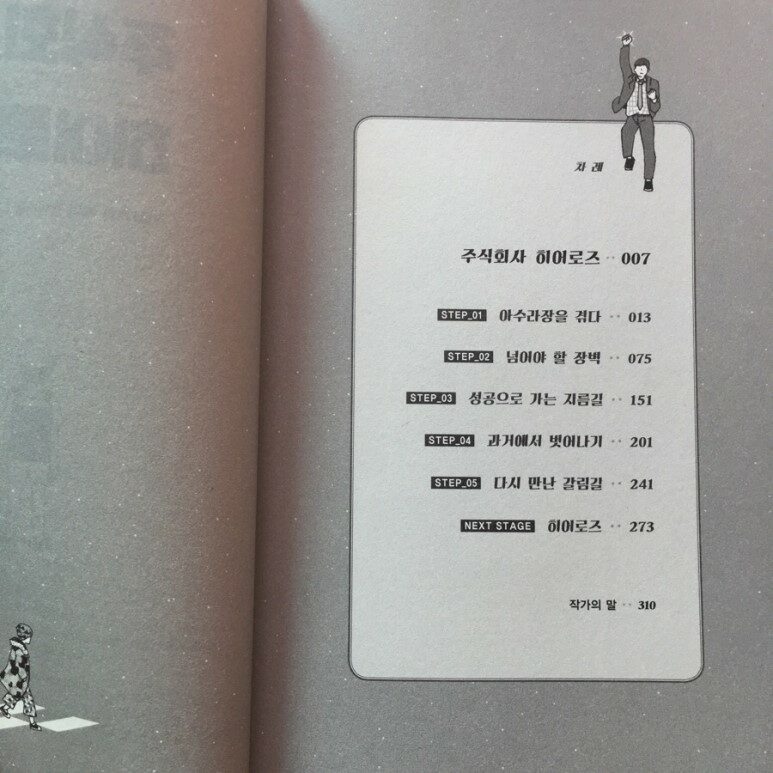 차례
주식회사 히어로즈 ·· 007
STEP_01 아수라장을 겪다 ·· 013
STEP_02 넘어야 할 장벽 ·· 075
STEP_03 성공으로 가는 지름길 ·· 151
STEP_04 과거에서 벗어나기 ·· 201
STEP_05 다시 만난 갈림길 ·· 241
NEXT STAGE 히어로즈 ·· 273
작가의 말 ·· 310